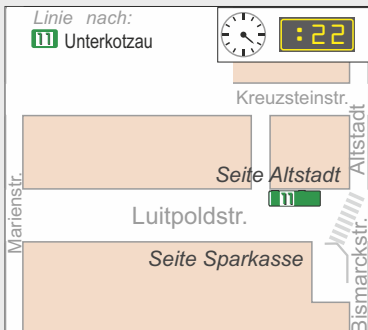 Linie nach:
11 Unterkotzau
:22
Kreuzsteinstr.
Altstadt
Seite Altstadt
11
Marienstr.
Luitpoldstr.
Seite Sparkasse
Bismarckstr.